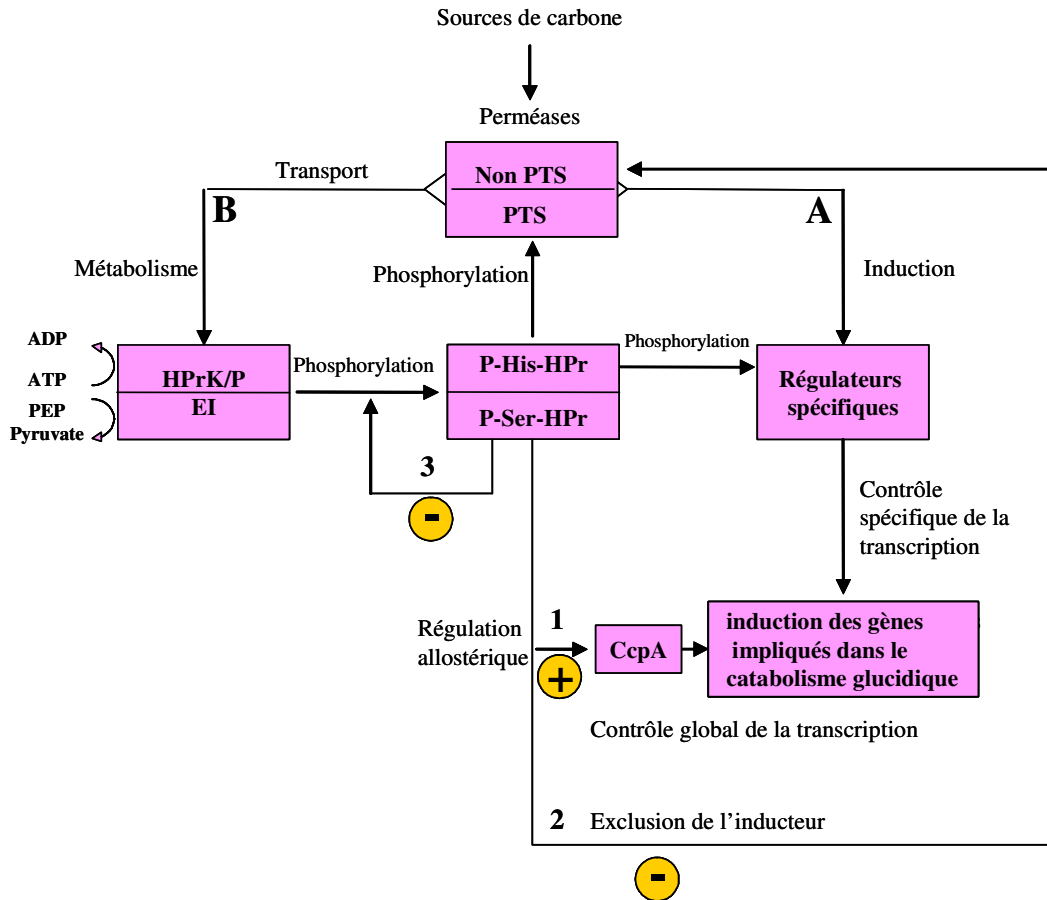 Sources de carbone
Perméases
Transport
Non PTS
PTS
B
A
Métabolisme
Phosphorylation
Induction
ADP
ATP
PEP
Pyruvate
HPrK/P
EI
Phosphorylation
P-His-HPr
P-Ser-HPr
Phosphorylation
Régulateurs
spécifiques
3
-
Contrôle
spécifique de la
transcription
Régulation
allostérique
1
+
CcpA
induction des gènes
impliqués dans le
catabolisme glucidique
Contrôle global de la transcription
2 Exclusion de l’inducteur
-